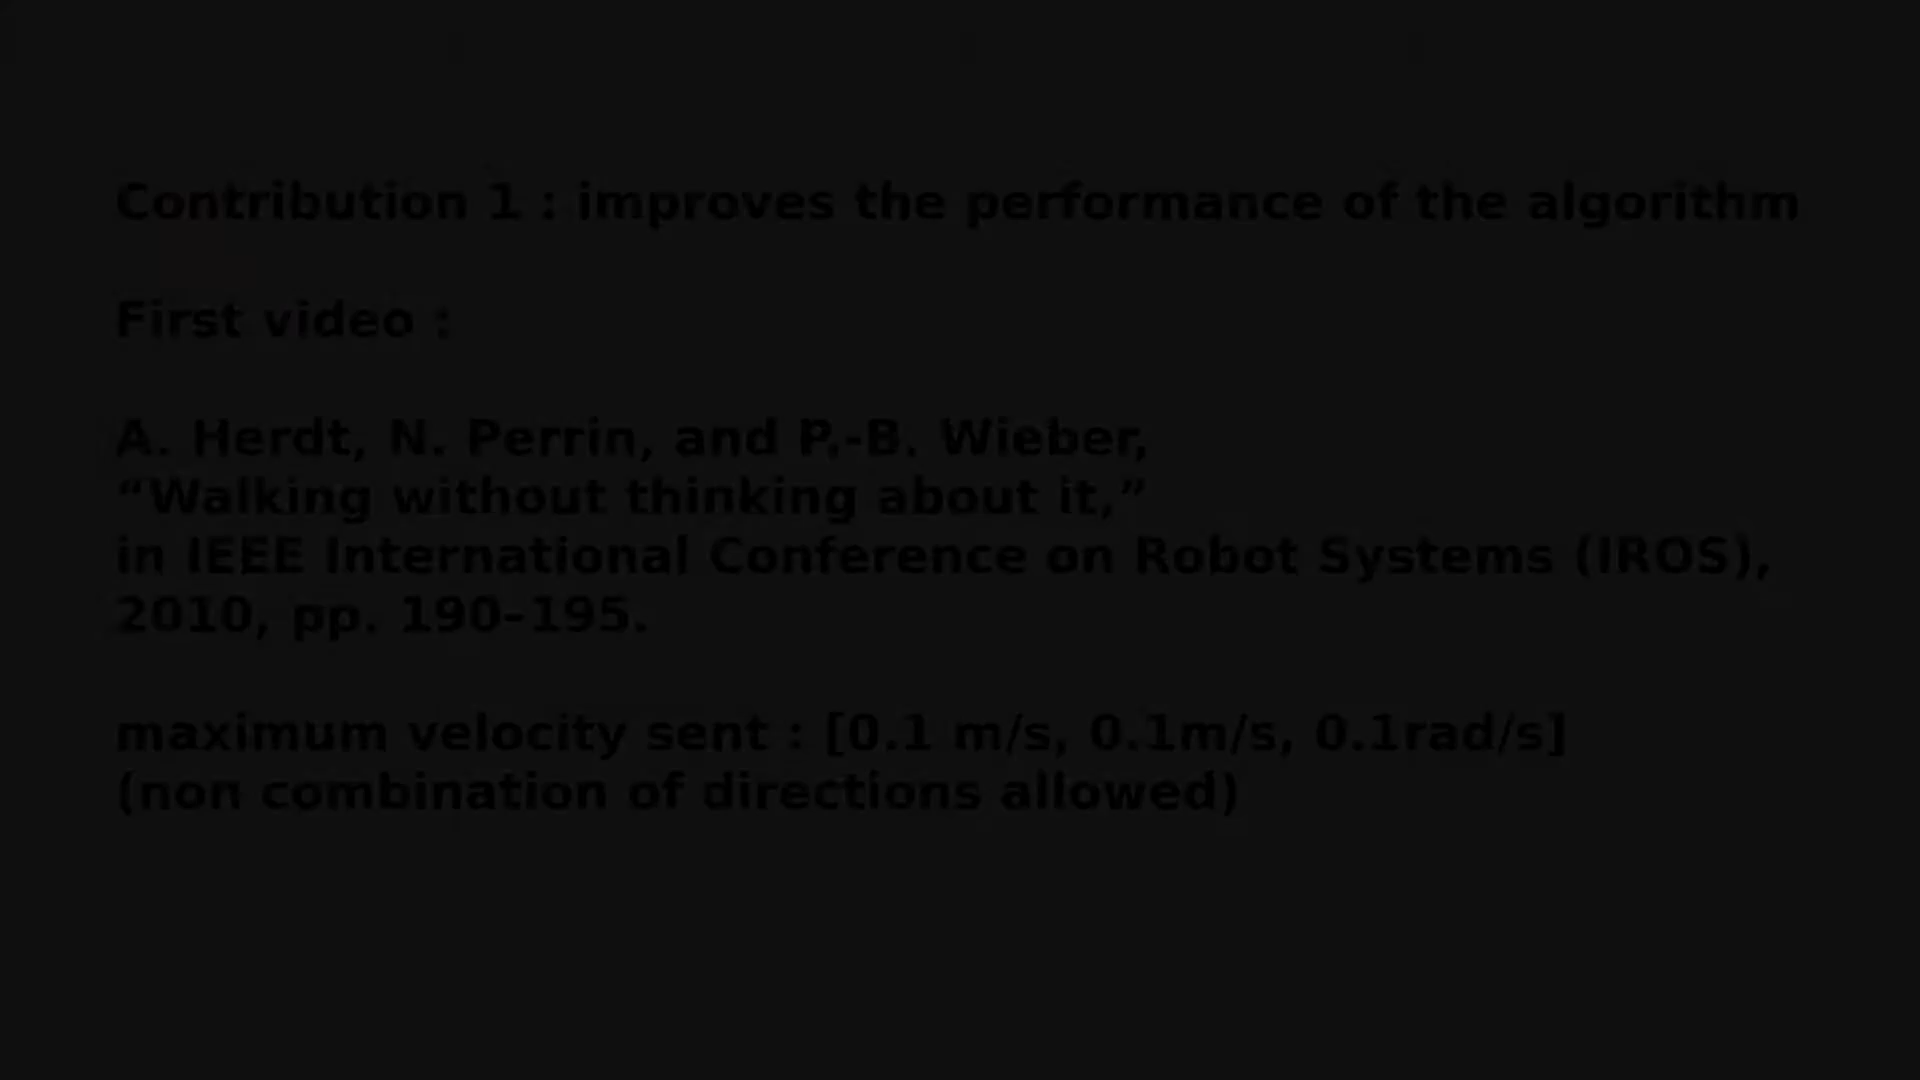 Contribution 1 : improves the performance of the algorithm
First video :
A. Herdt, N. Perrin, and P.-B. Wieber,
“Walking without thinking about it,”
in IEEE International Conference on Robot Systems (IROS),
2010, pp. 190–195.
maximum velocity sent : [0.1 m/s, 0.1m/s, 0.1rad/s]
(non combination of directions allowed)